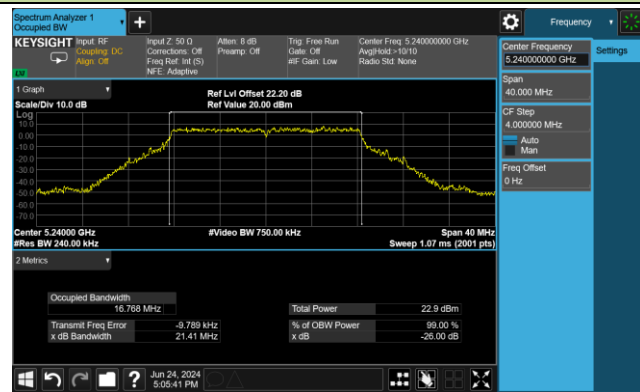 Spectrum Analyzer 1
Occupied BW
Frequency
KEYSIGHT
Input: RF
Coupling: DC
Align: Off
Input Z: 50 Ω
Corrections: Off
Freq Ref: Int (S)
NFE: Adaptive
Atten: 8 dB
Preamp: Off
Trig: Free Run
Gate: Off
#IF Gain: Low
Center Freq: 5.240000000 GHz
Avg|Hold:>10/10
Radio Std: None
Center Frequency
5.240000000 GHz
Settings
Span
40.000 MHz
CF Step
4.000000 MHz
Auto
Man
Freq Offset
0 Hz
1 Graph
Scale/Div 10.0 dB
Ref Lvl Offset 22.20 dB
Ref Value 20.00 dBm
Log
10.0
0.00
-10.0
-20.0
-30.0
-40.0
-50.0
-60.0
-70.0
Center 5.24000 GHz
#Res BW 240.00 kHz
#Video BW 750.00 kHz
Span 40 MHz
Sweep 1.07 ms (2001 pts)
2 Metrics
Occupied Bandwidth
16.768 MHz
Total Power 22.9 dBm
Transmit Freq Error -9.789 kHz
% of OBW Power 99.00 %
x dB Bandwidth 21.41 MHz
x dB -26.00 dB
?
Jun 24, 2024
5:05:41 PM